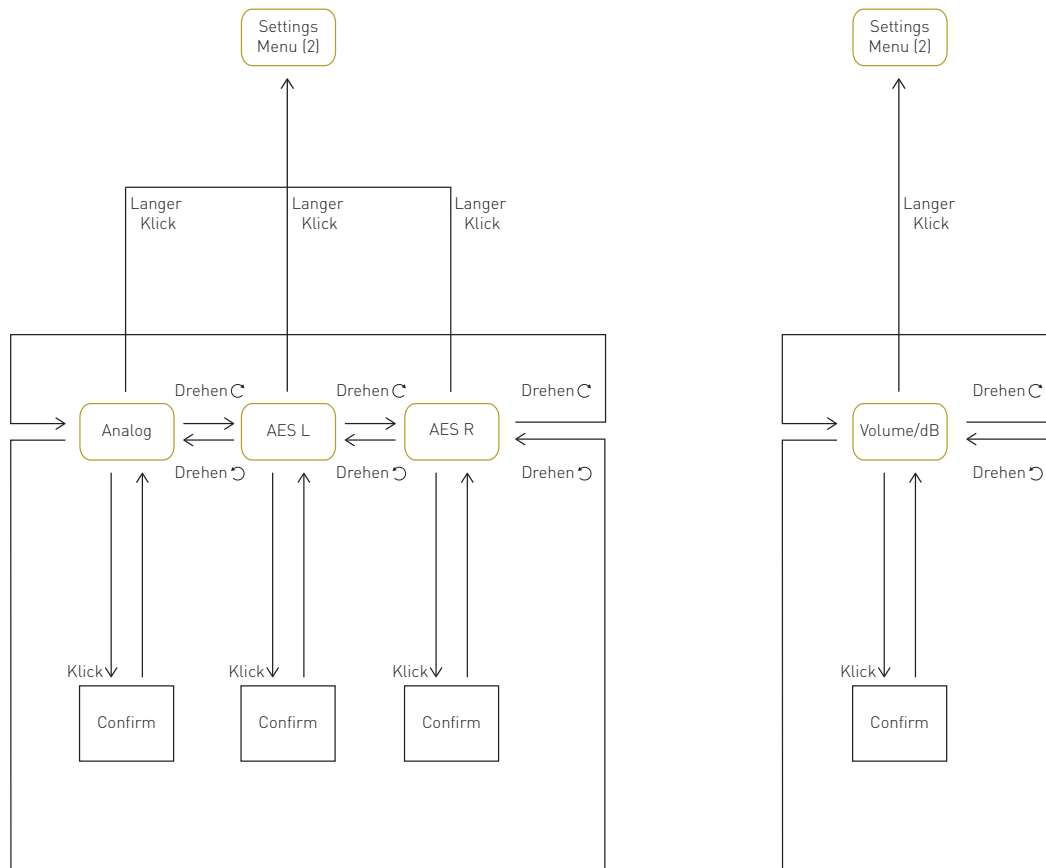 Settings
Menu (2)
Settings
Menu (2)
Langer
Klick
Langer
Klick
Langer
Klick
Langer
Klick
Drehen
Drehen
Drehen
Drehen
Analog
AES L
AES R
Volume/dB
Drehen
Drehen
Drehen
Drehen
Klick
Klick
Klick
Klick
Confirm
Confirm
Confirm
Confirm